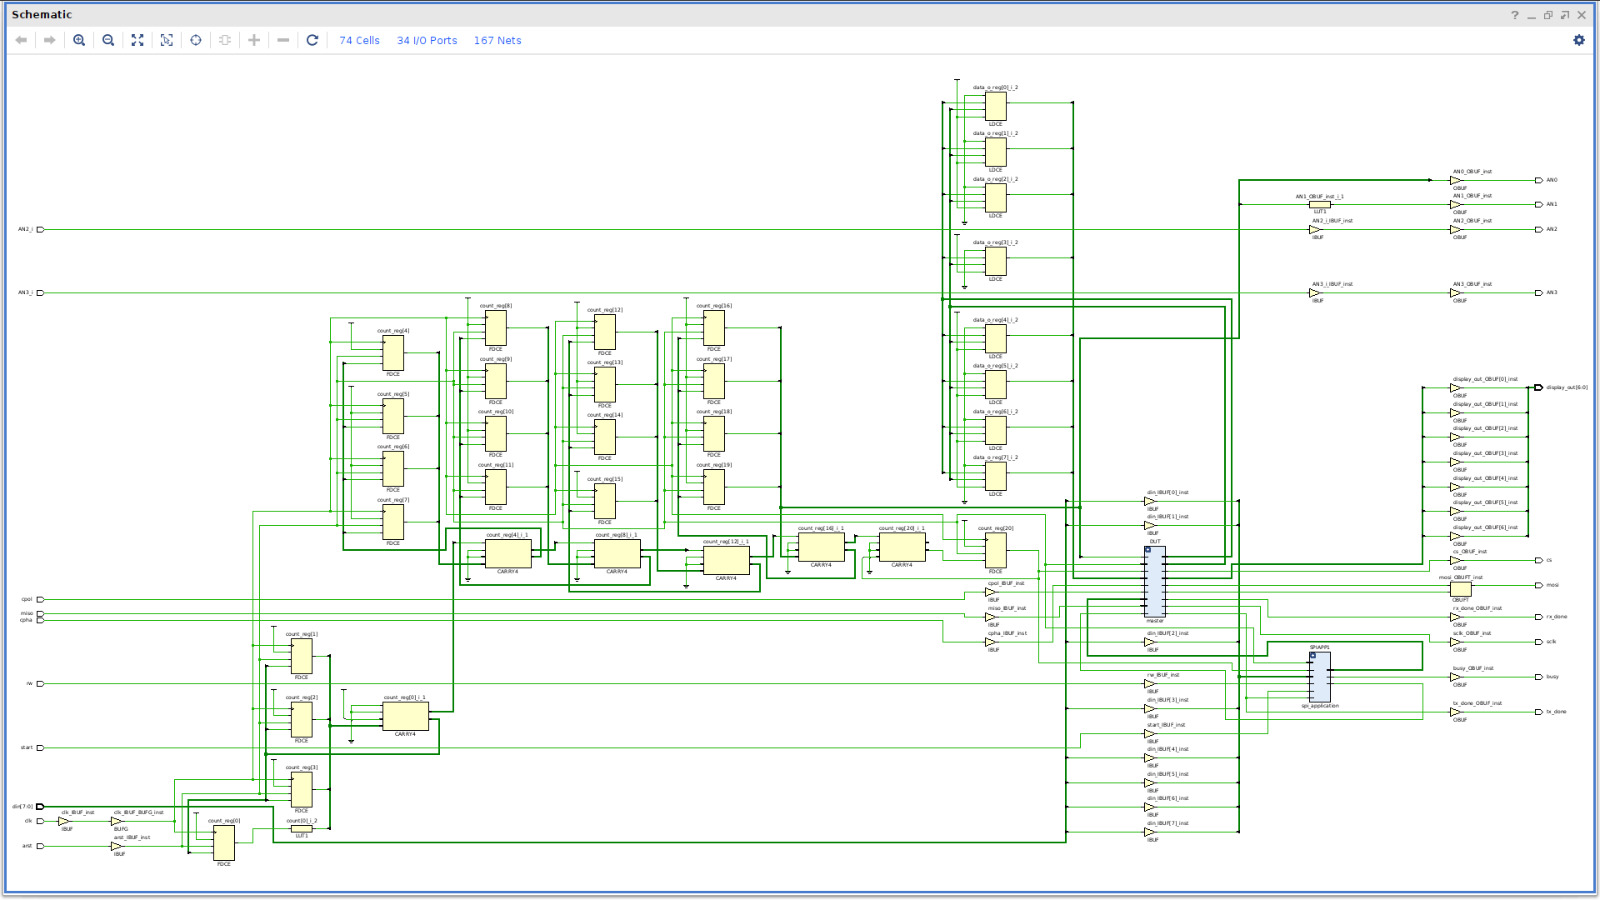 Schematic
74 Cells 34 I/O Ports 167 Nets
data_o_reg[0]_i_2
LDCE
data_o_reg[1]_i_2
LDCE
data_o_reg[2]_i_2
LDCE
data_o_reg[3]_i_2
LDCE
data_o_reg[4]_i_2
LDCE
data_o_reg[5]_i_2
LDCE
data_o_reg[6]_i_2
LDCE
data_o_reg[7]_i_2
LDCE
AN0_OBUF_inst
OBUF
AN0
AN1_OBUF_inst_i_1
LUT1
AN1_OBUF_inst
OBUF
AN1
AN2_i
AN2_i_IBUF_inst
IBUF
AN2_OBUF_inst
OBUF
AN2
AN3_i
AN3_i_IBUF_inst
IBUF
AN3_OBUF_inst
OBUF
AN3
count_reg[4]
FDCE
count_reg[5]
FDCE
count_reg[6]
FDCE
count_reg[7]
FDCE
count_reg[8]
FDCE
count_reg[9]
FDCE
count_reg[10]
FDCE
count_reg[11]
FDCE
count_reg[12]
FDCE
count_reg[13]
FDCE
count_reg[14]
FDCE
count_reg[15]
FDCE
count_reg[16]
FDCE
count_reg[17]
FDCE
count_reg[18]
FDCE
count_reg[19]
FDCE
count_reg[4]_i_1
CARRY4
count_reg[8]_i_1
CARRY4
count_reg[12]_i_1
CARRY4
count_reg[16]_i_1
CARRY4
count_reg[20]_i_1
CARRY4
count_reg[20]
FDCE
display_out_OBUF[0]_inst
OBUF
display_out[6:0]
display_out_OBUF[1]_inst
OBUF
display_out_OBUF[2]_inst
OBUF
display_out_OBUF[3]_inst
OBUF
display_out_OBUF[4]_inst
OBUF
display_out_OBUF[5]_inst
OBUF
display_out_OBUF[6]_inst
OBUF
din_IBUF[0]_inst
IBUF
din_IBUF[1]_inst
IBUF
DUT
master
cs_OBUF_inst
OBUF
cs
mosi_OBUFT_inst
OBUFT
mosi
rx_done_OBUF_inst
OBUF
rx_done
sclk_OBUF_inst
OBUF
sclk
busy_OBUF_inst
OBUF
busy
tx_done_OBUF_inst
OBUF
tx_done
cpol
miso
cpha
cpol_IBUF_inst
IBUF
miso_IBUF_inst
IBUF
cpha_IBUF_inst
IBUF
din_IBUF[2]_inst
IBUF
SPIAPP1
spi_application
rw
rw_IBUF_inst
IBUF
din_IBUF[3]_inst
IBUF
start
start_IBUF_inst
IBUF
din_IBUF[4]_inst
IBUF
din_IBUF[5]_inst
IBUF
din_IBUF[6]_inst
IBUF
din_IBUF[7]_inst
IBUF
count_reg[1]
FDCE
count_reg[2]
FDCE
count_reg[0]_i_1
CARRY4
count_reg[3]
FDCE
din[7:0]
clk
clk_IBUF_inst
IBUF
clk_IBUF_BUFG_inst
BUFG
arst
arst_IBUF_inst
IBUF
count_reg[0]
FDCE
count[0]_i_2
LUT1